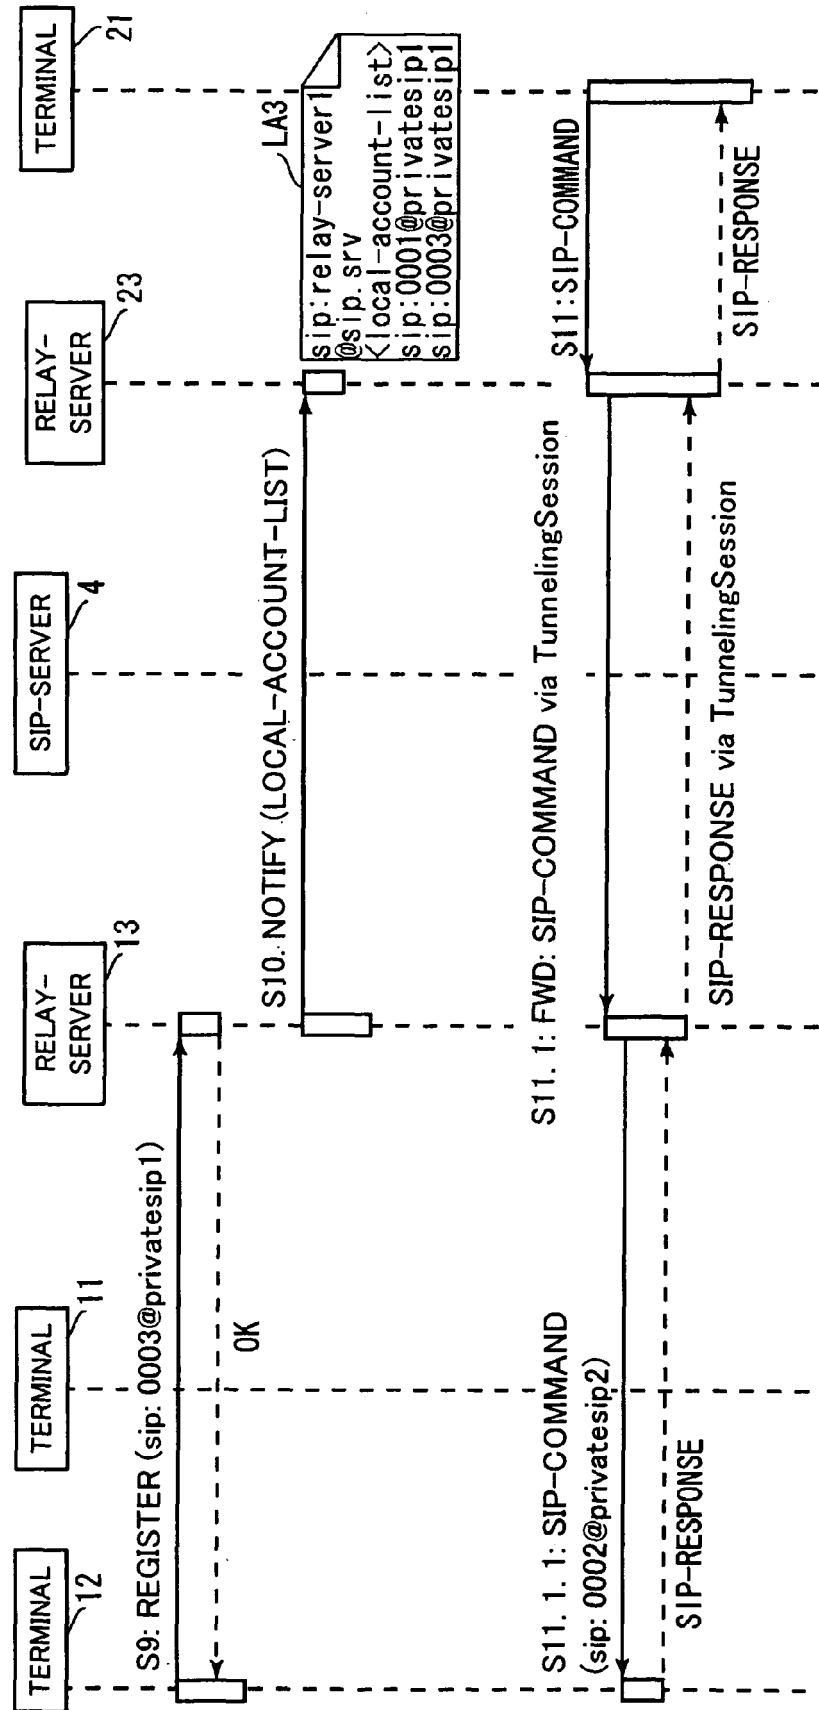 TERMINAL
12
TERMINAL
11
RELAY-
SERVER
13
SIP-SERVER
4
RELAY-
SERVER
23
TERMINAL
21
S9: REGISTER (sip: 0003@privatesip1)
OK
S10. NOTIFY (LOCAL-ACCOUNT-LIST)
LA3
sip:relay-server1
@sip.srv
<local-account-list>
sip:0001@privatesip1
sip:0003@privatesip1
S11:SIP-COMMAND
S11. 1: FWD: SIP-COMMAND via TunnelingSession
S11. 1. 1: SIP-COMMAND
(sip: 0002@privatesip2)
SIP-RESPONSE
SIP-RESPONSE via TunnelingSession
SIP-RESPONSE